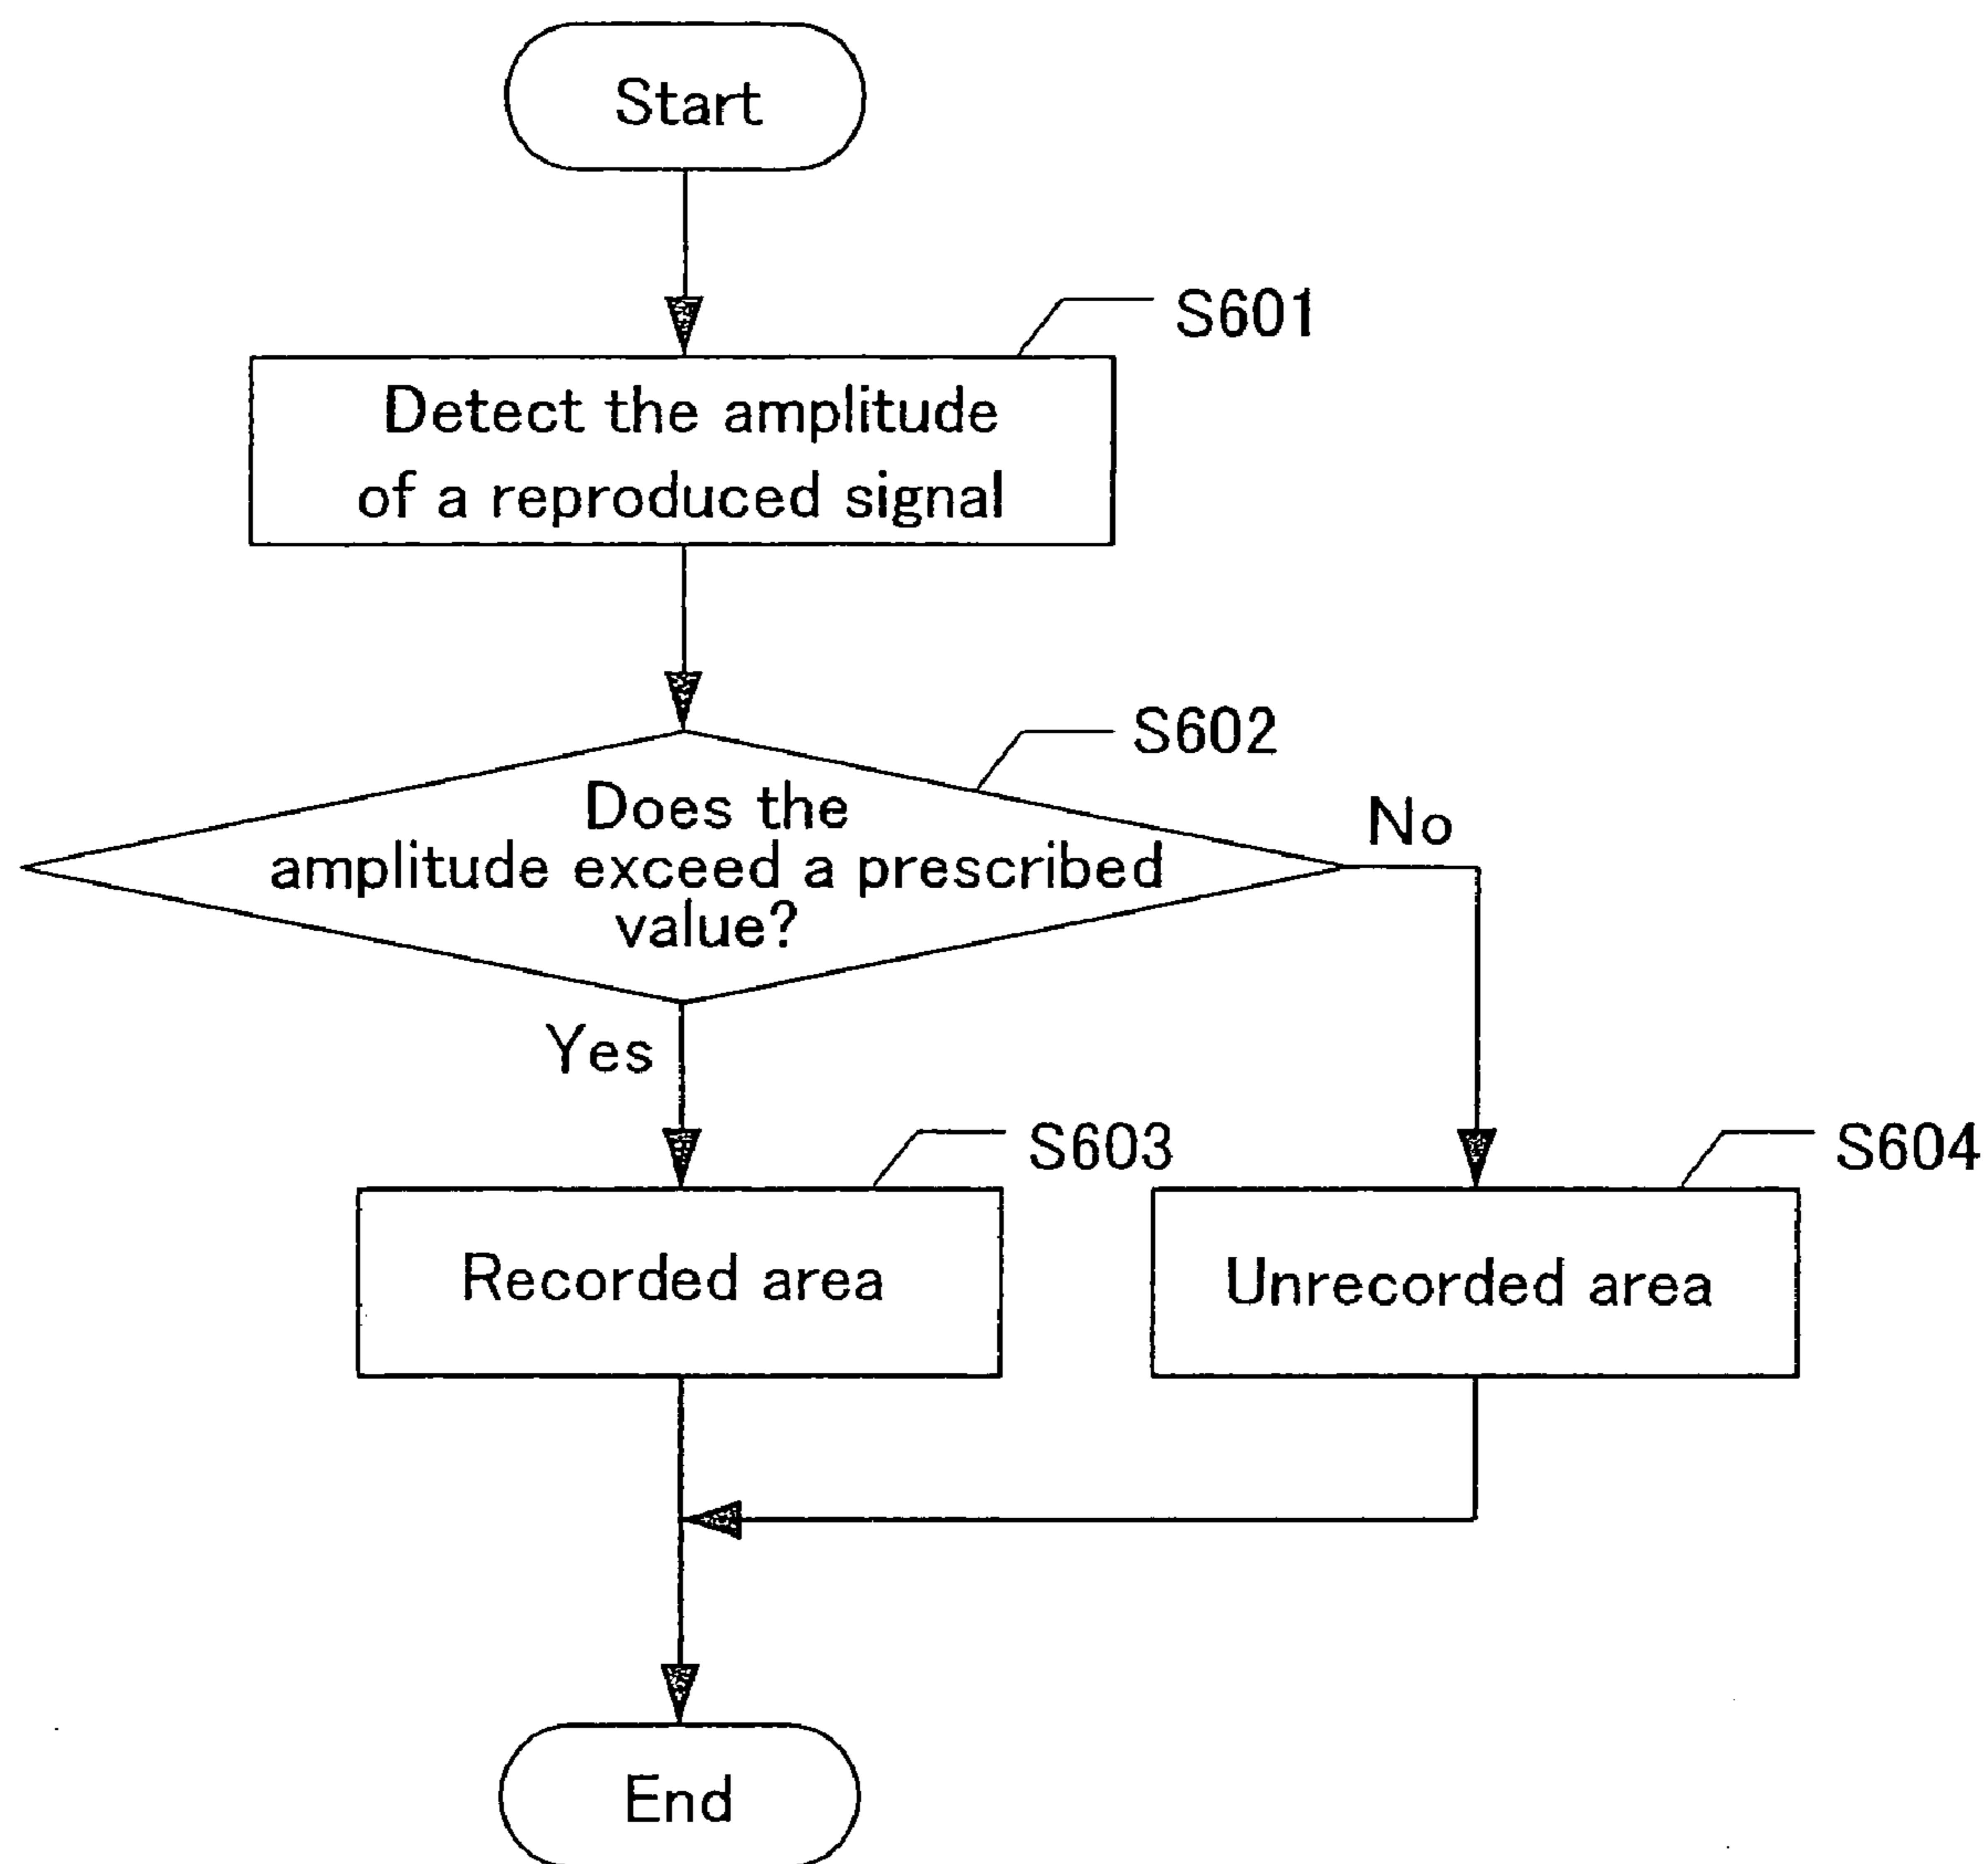 Start
S601
Detect the amplitude
of a reproduced signal
S602
Does the
amplitude exceed a prescribed
value?
No
Yes
S603
S604
Recorded area
Unrecorded area
End